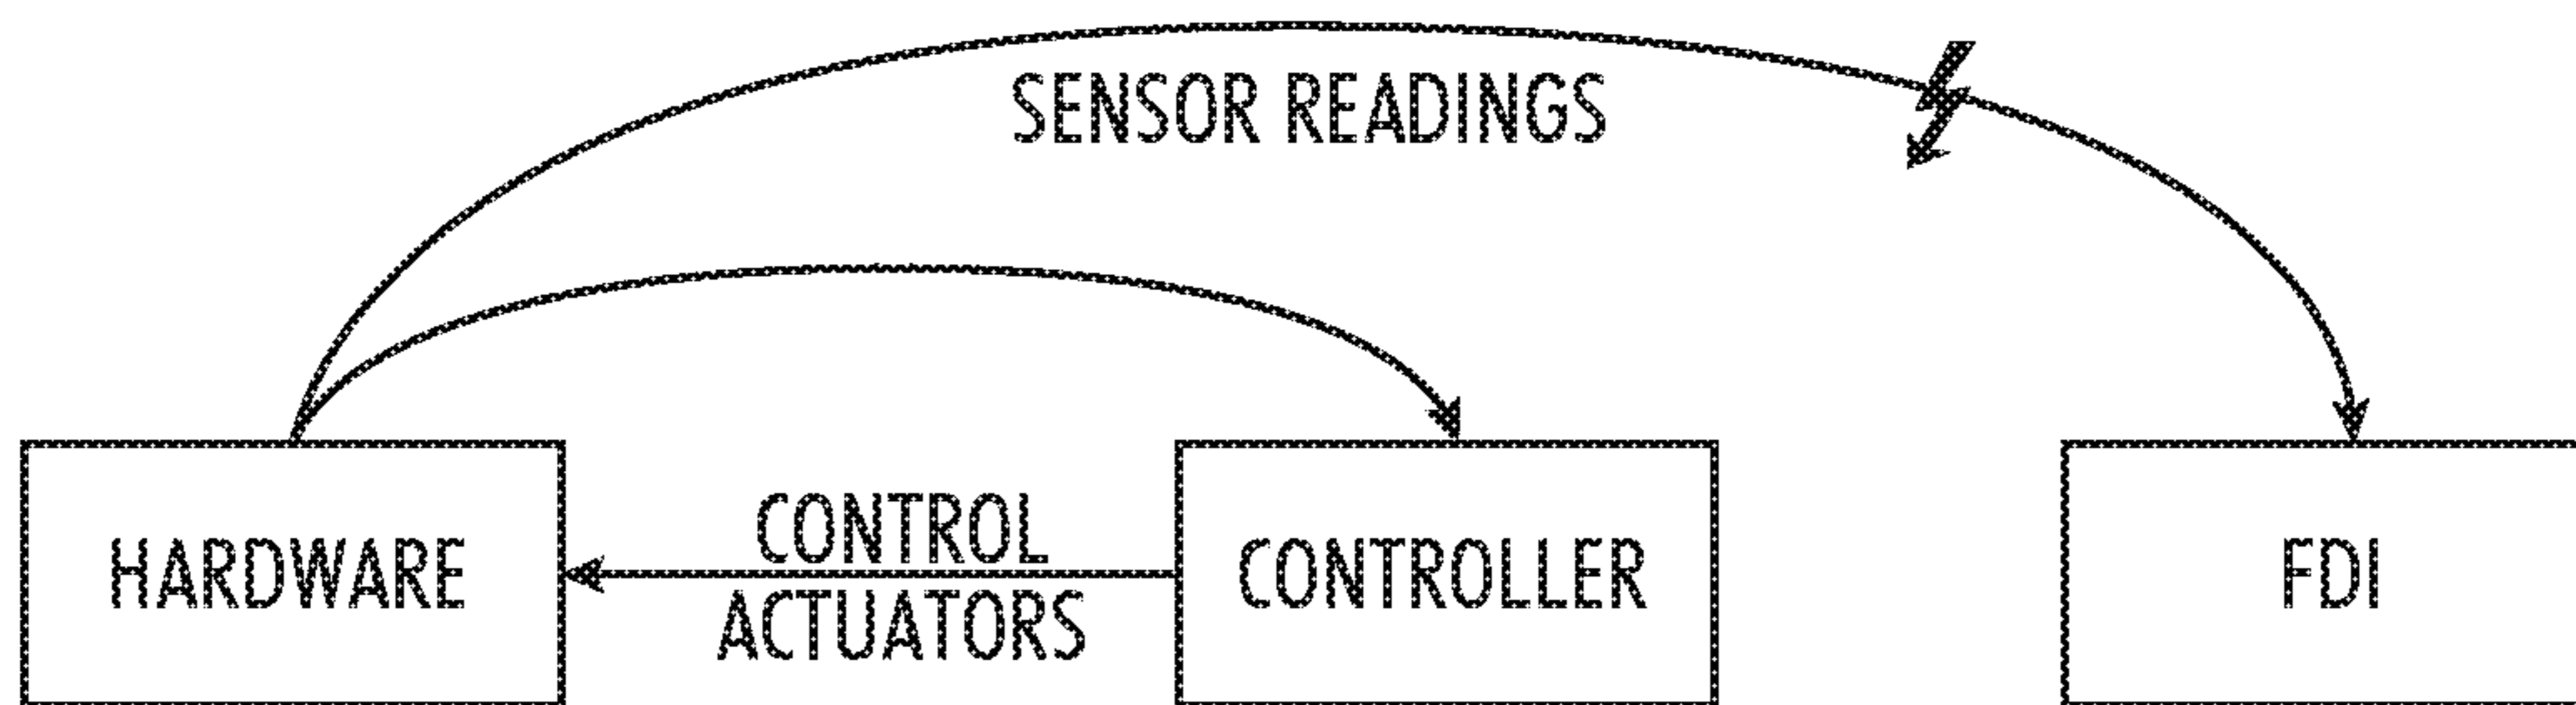 SENSOR READINGS
CONTROL
ACTUATORS
HARDWARE
CONTROLLER
FDI